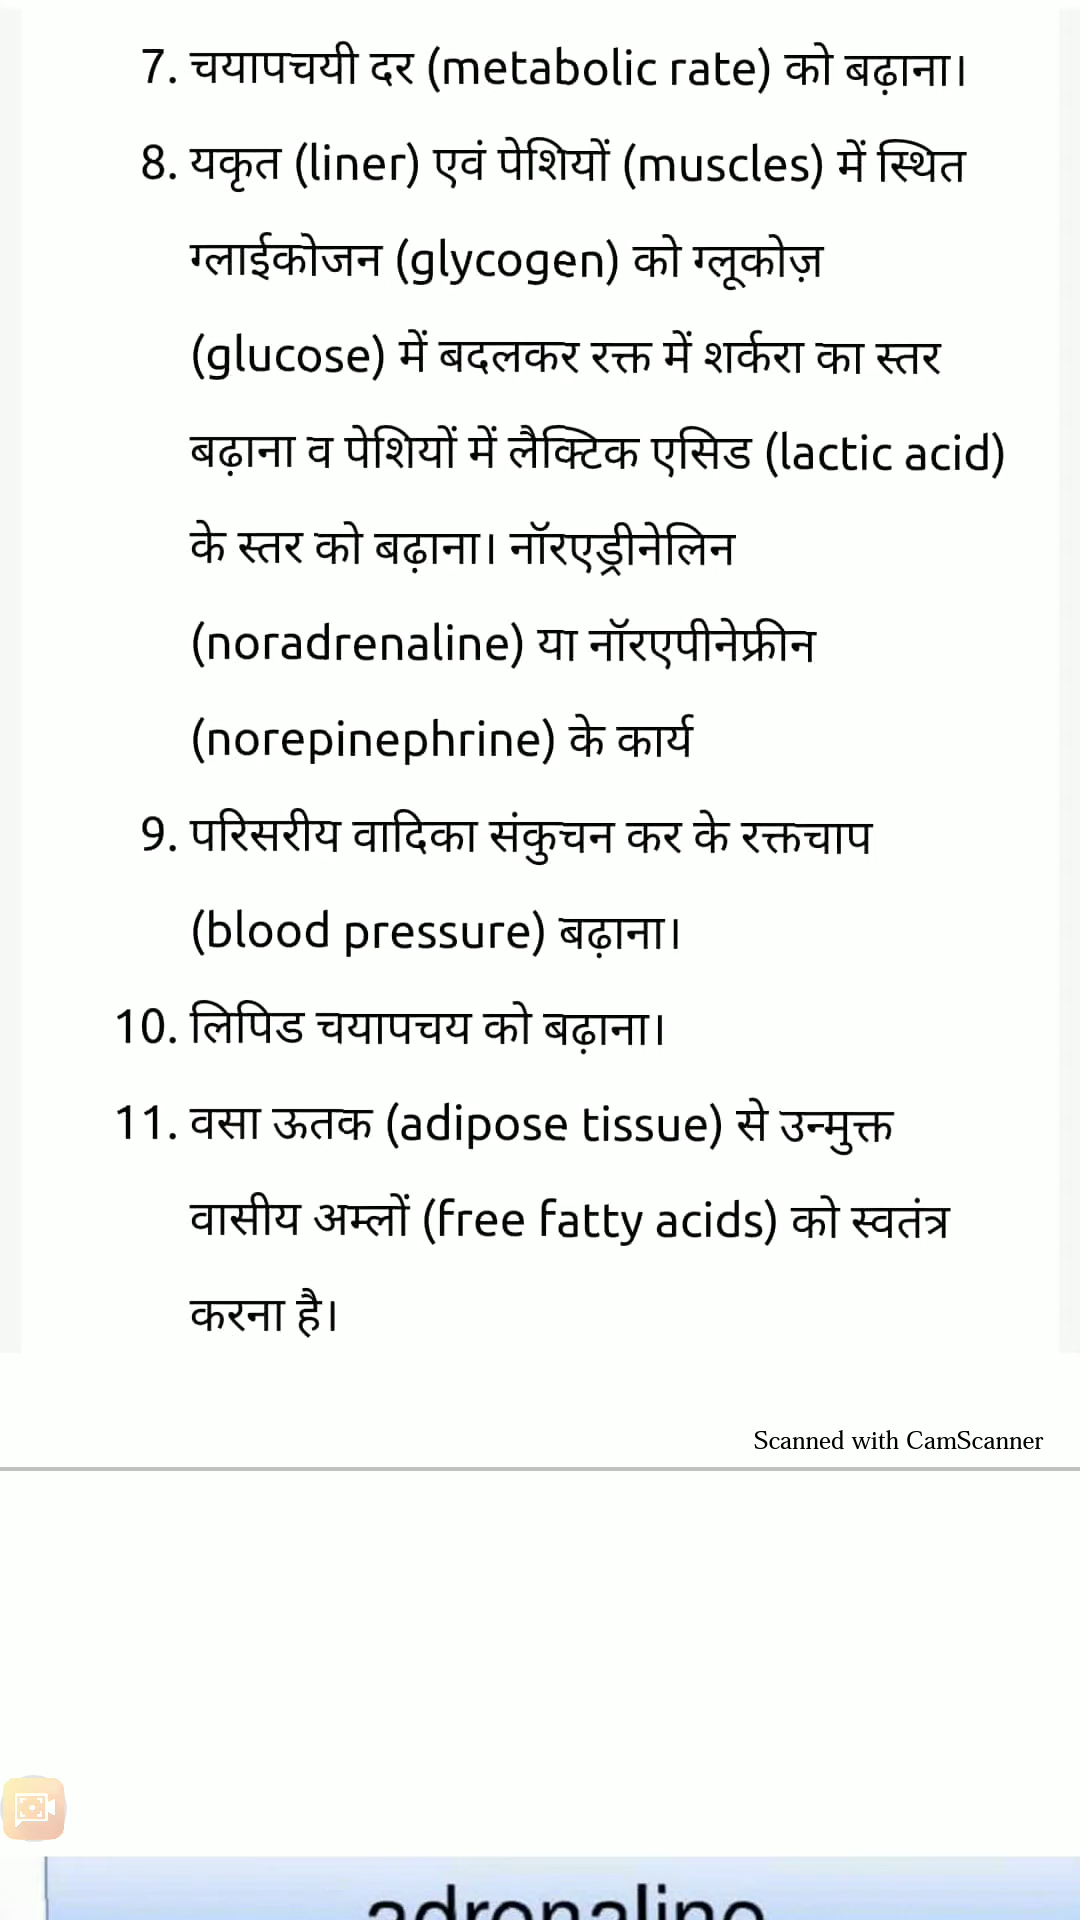 7. चयापचयी दर (metabolic rate) को बढ़ाना।
8. यकृत (liner) एवं पेशियों (muscles) में स्थित
ग्लाईकोजन (glycogen) को ग्लूकोज़
(glucose) में बदलकर रक्त में शर्करा का स्तर
बढ़ाना व पेशियों में लैक्टिक एसिड (lactic acid)
के स्तर को बढ़ाना। नॉरएड्रीनेलिन
(noradrenaline) या नॉरएपीनेफ्रीन
(norepinephrine) के कार्य
9. परिसरीय वादिका संकुचन कर के रक्तचाप
(blood pressure) बढ़ाना।
10. लिपिड चयापचय को बढ़ाना।
11. वसा ऊतक (adipose tissue) से उन्मुक्त
वासीय अम्लों (free fatty acids) को स्वतंत्र
करना है।
Scanned with CamScanner
adrenaline